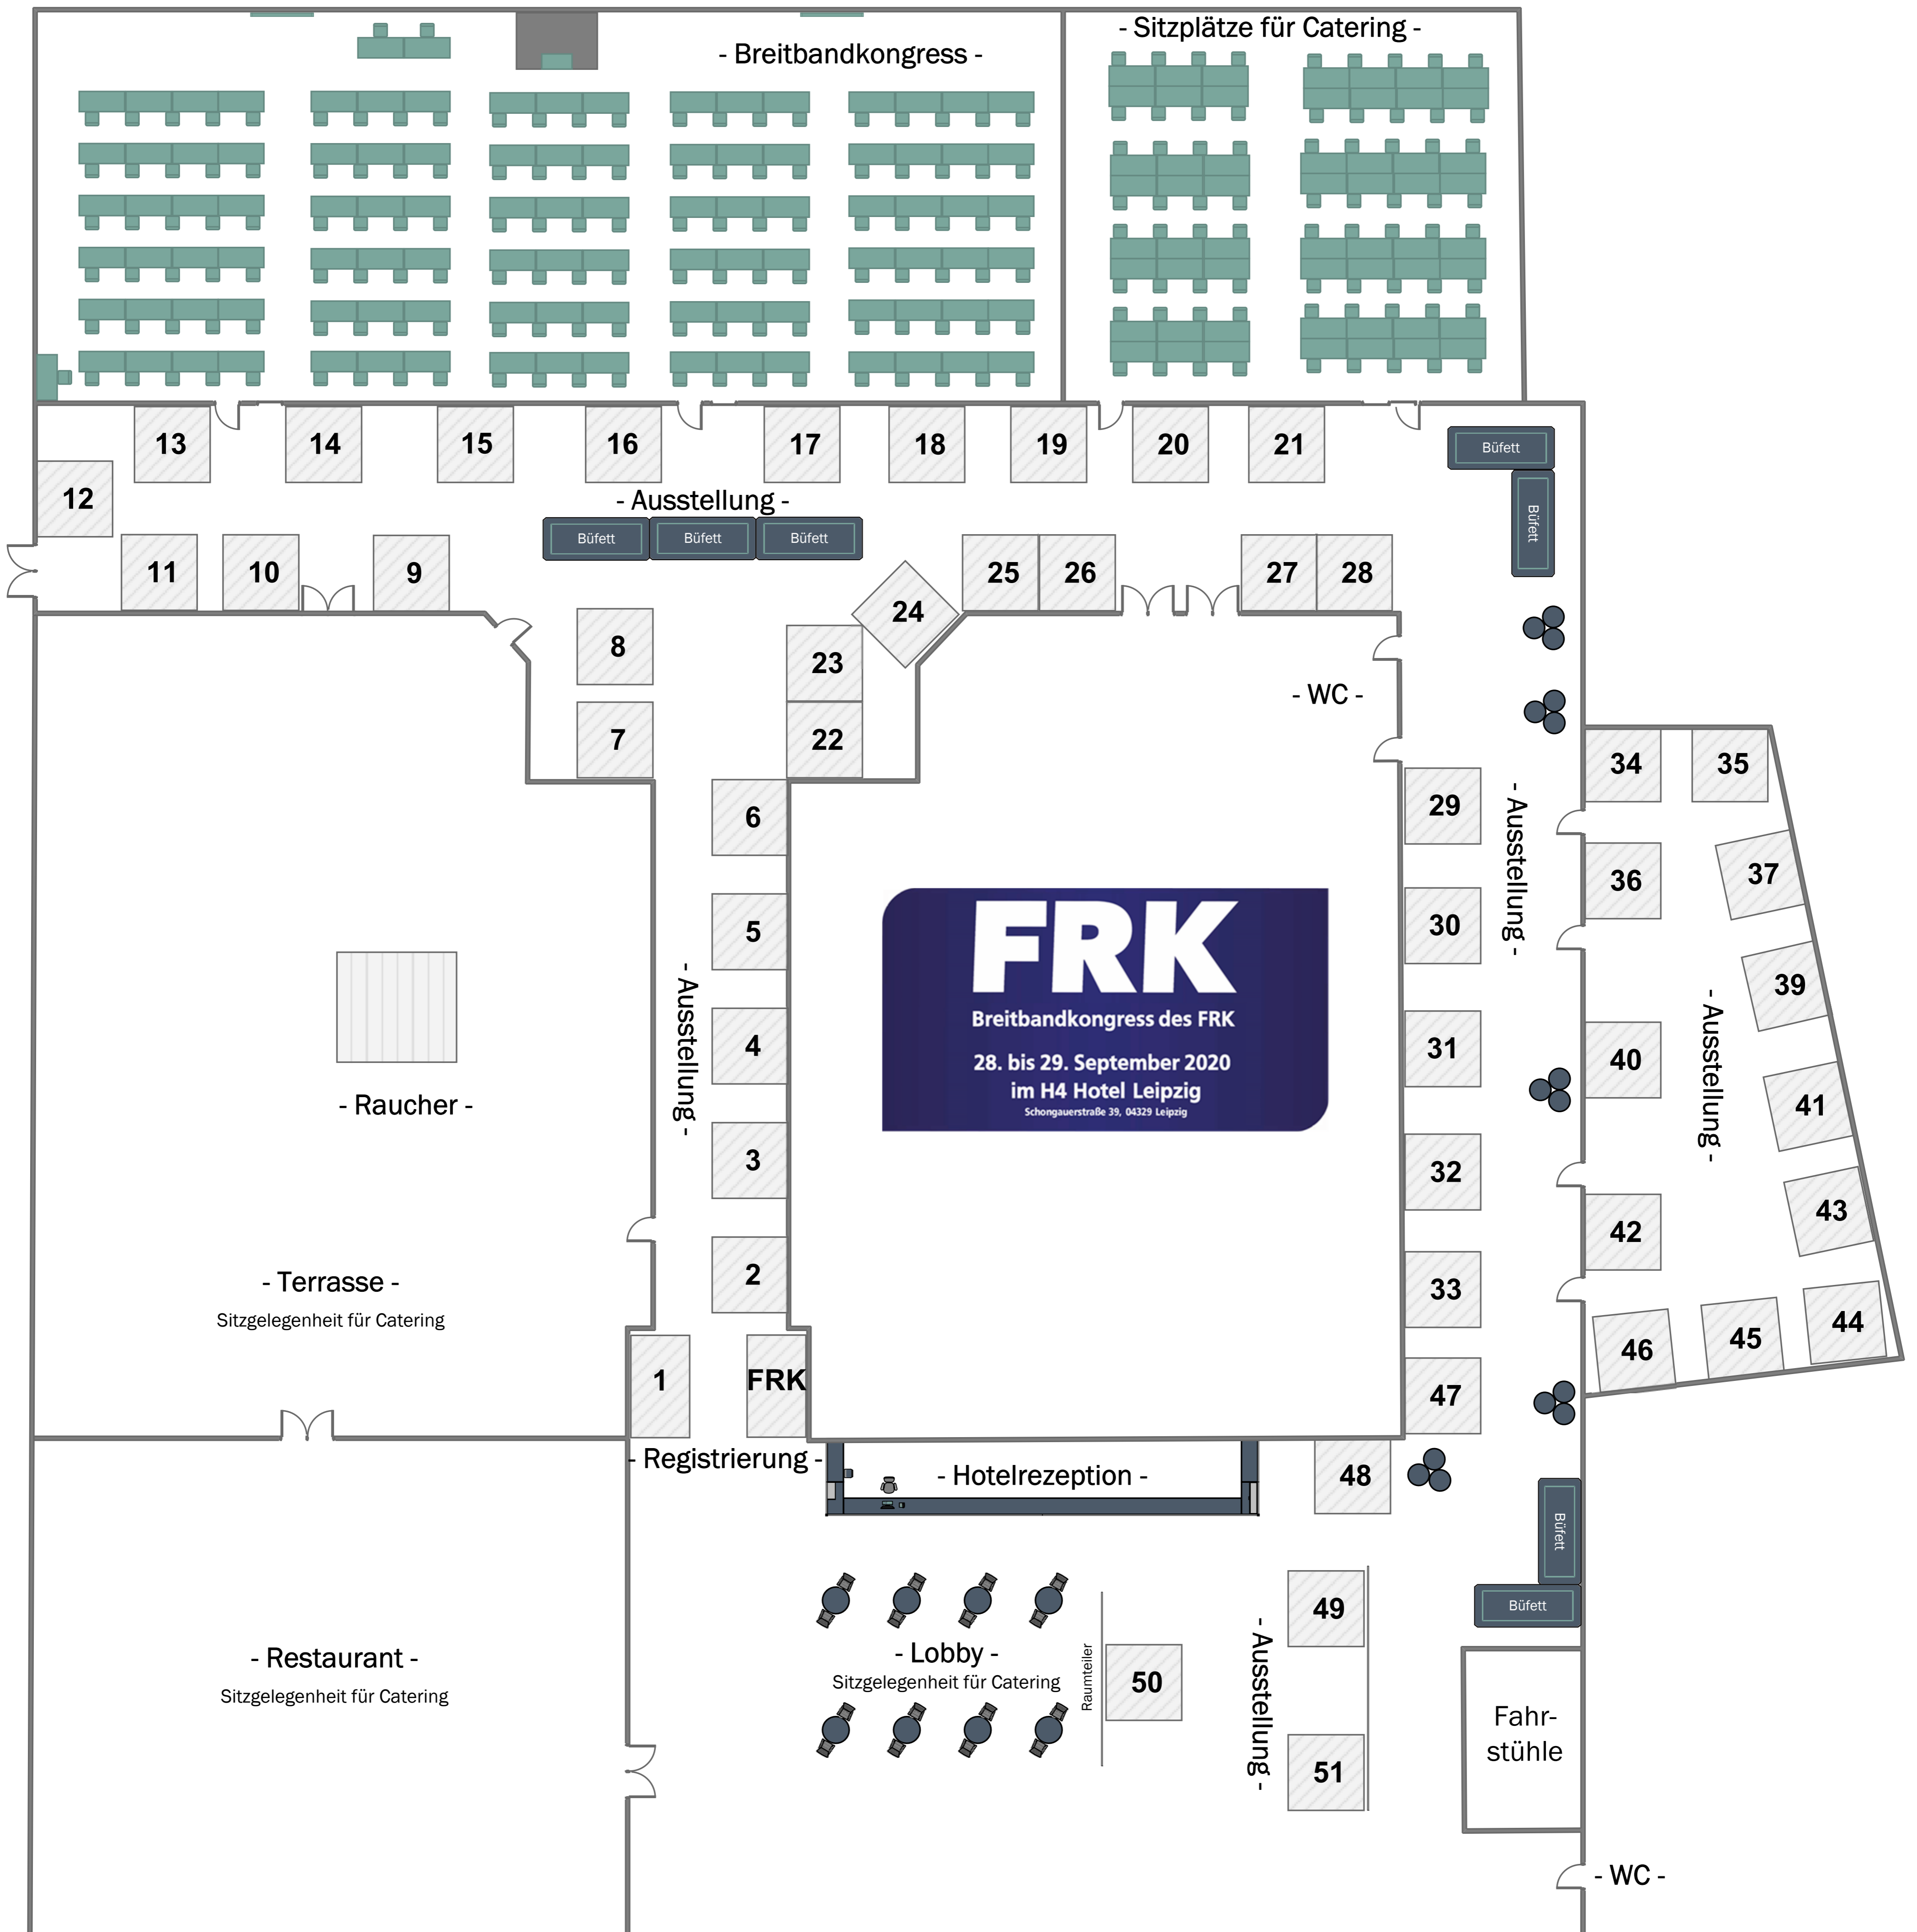 - Breitbandkongress -
- Sitzplätze für Catering -
13
14
15
16
17
18
19
20
21
Büfett
Büfett
12
- Ausstellung -
Büfett
Büfett
Büfett
11
10
9
8
7
24
23
22
25
26
27
28
- WC -
6
5
4
3
2
- Ausstellung -
FRK
Breitbandkongress des FRK
28. bis 29. September 2020
im H4 Hotel Leipzig
Schongauerstraße 39, 04329 Leipzig
29
30
31
32
33
47
- Ausstellung -
34
35
36
37
39
40
41
42
43
44
45
46
- Ausstellung -
- Raucher -
- Terrasse -
Sitzgelegenheit für Catering
1
FRK
- Registrierung -
- Hotelrezeption -
48
Büfett
Büfett
- Restaurant -
Sitzgelegenheit für Catering
- Lobby -
Sitzgelegenheit für Catering
Raumteiler
50
- Ausstellung -
49
51
Fahr-
stühle
- WC -